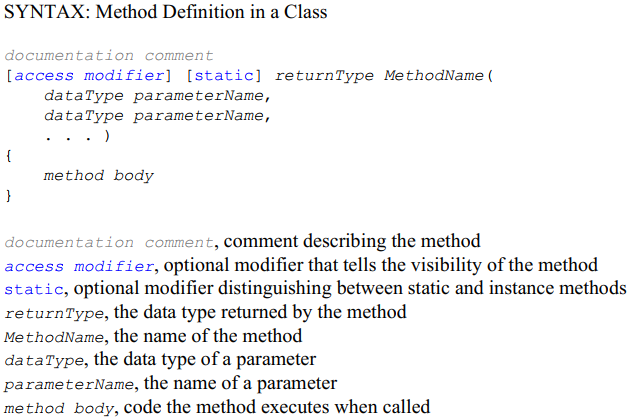 SYNTAX: Method Definition in a Class
documentation comment
[access modifier] [static] returnType MethodName(
dataType parameterName,
dataType parameterName,
. . . )
{
method body
}
documentation comment, comment describing the method
access modifier, optional modifier that tells the visibility of the method
static, optional modifier distinguishing between static and instance methods
returnType, the data type returned by the method
MethodName, the name of the method
dataType, the data type of a parameter
parameterName, the name of a parameter
method body, code the method executes when called